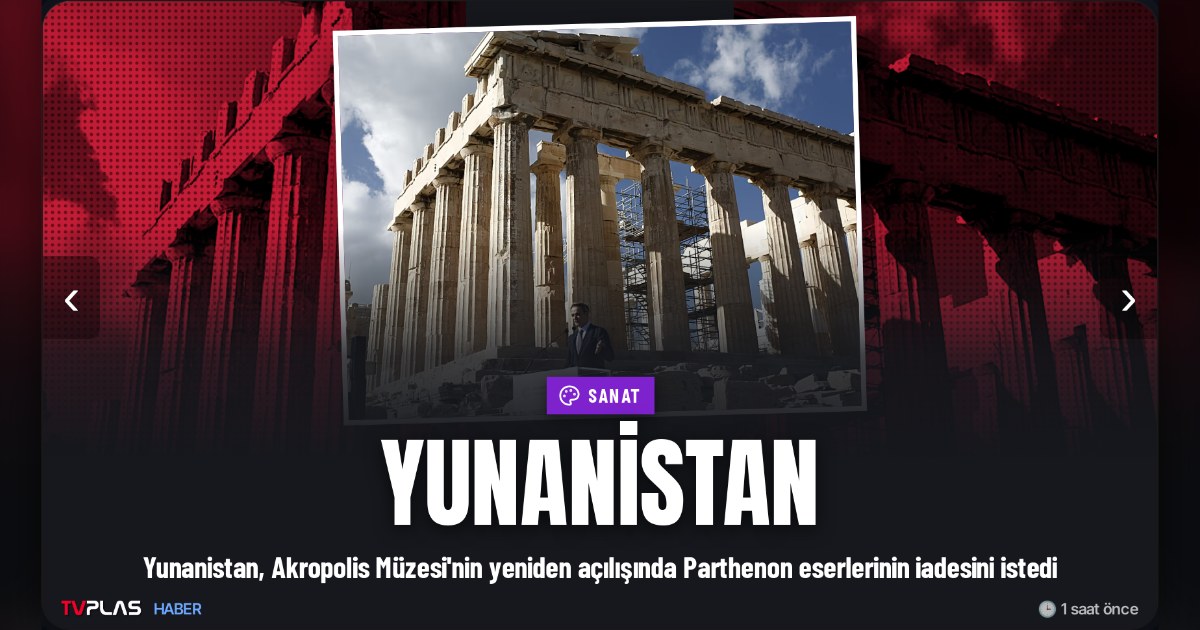 SANAT
YUNANİSTAN
Yunanistan, Akropolis Müzesi'nin yeniden açılışında Parthenon eserlerinin iadesini istedi
TVPLAS HABER
1 saat önce